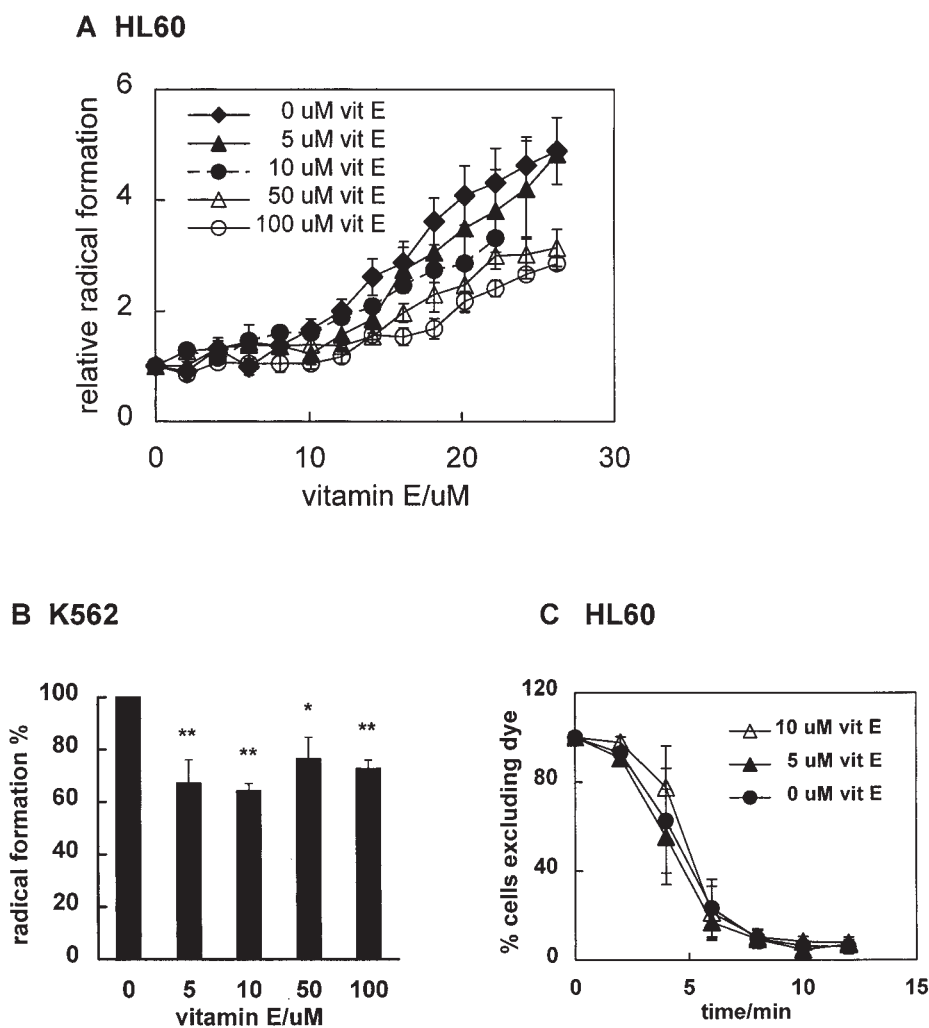 A HL60
6
4
2
0
relative radical formation
0 uM vit E
5 uM vit E
10 uM vit E
50 uM vit E
100 uM vit E
0 10 20 30
vitamin E/uM
B K562
100
80
60
40
20
0
radical formation %
** ** * **
0 5 10 50 100
vitamin E/uM
C HL60
120
80
40
0
% cells excluding dye
10 uM vit E
5 uM vit E
0 uM vit E
0 5 10 15
time/min